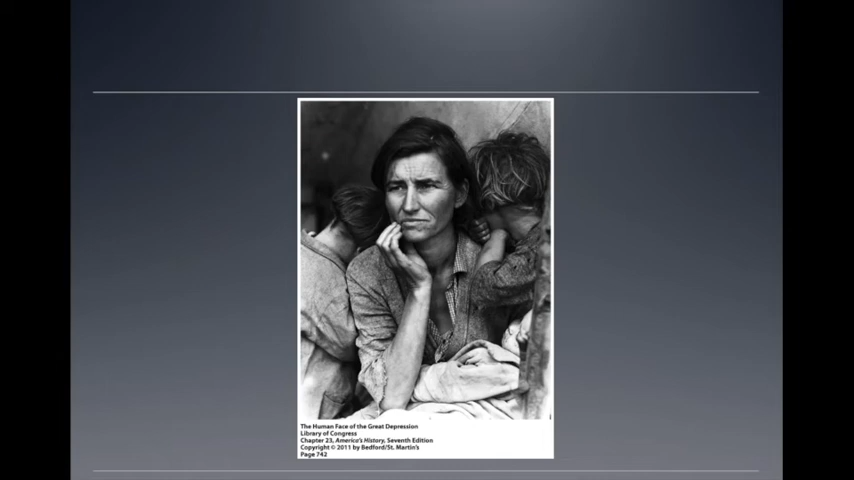 The Human Face of the Great Depression
Library of Congress
Chapter 23, America's History, Seventh Edition
Copyright © 2011 by Bedford/St. Martin's
Page 742